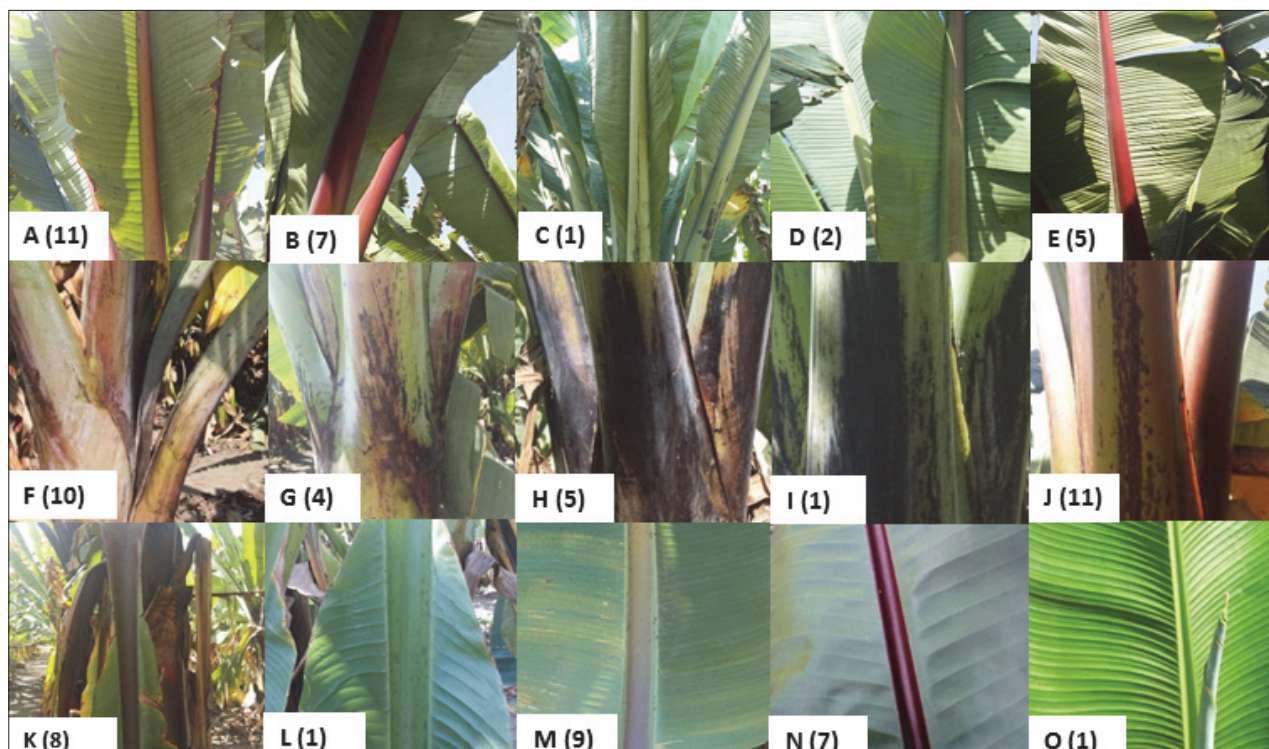 A (11)
B (7)
C (1)
D (2)
E (5)
F (10)
G (4)
H (5)
I (1)
J (11)
K (8)
L (1)
M (9)
N (7)
O (1)